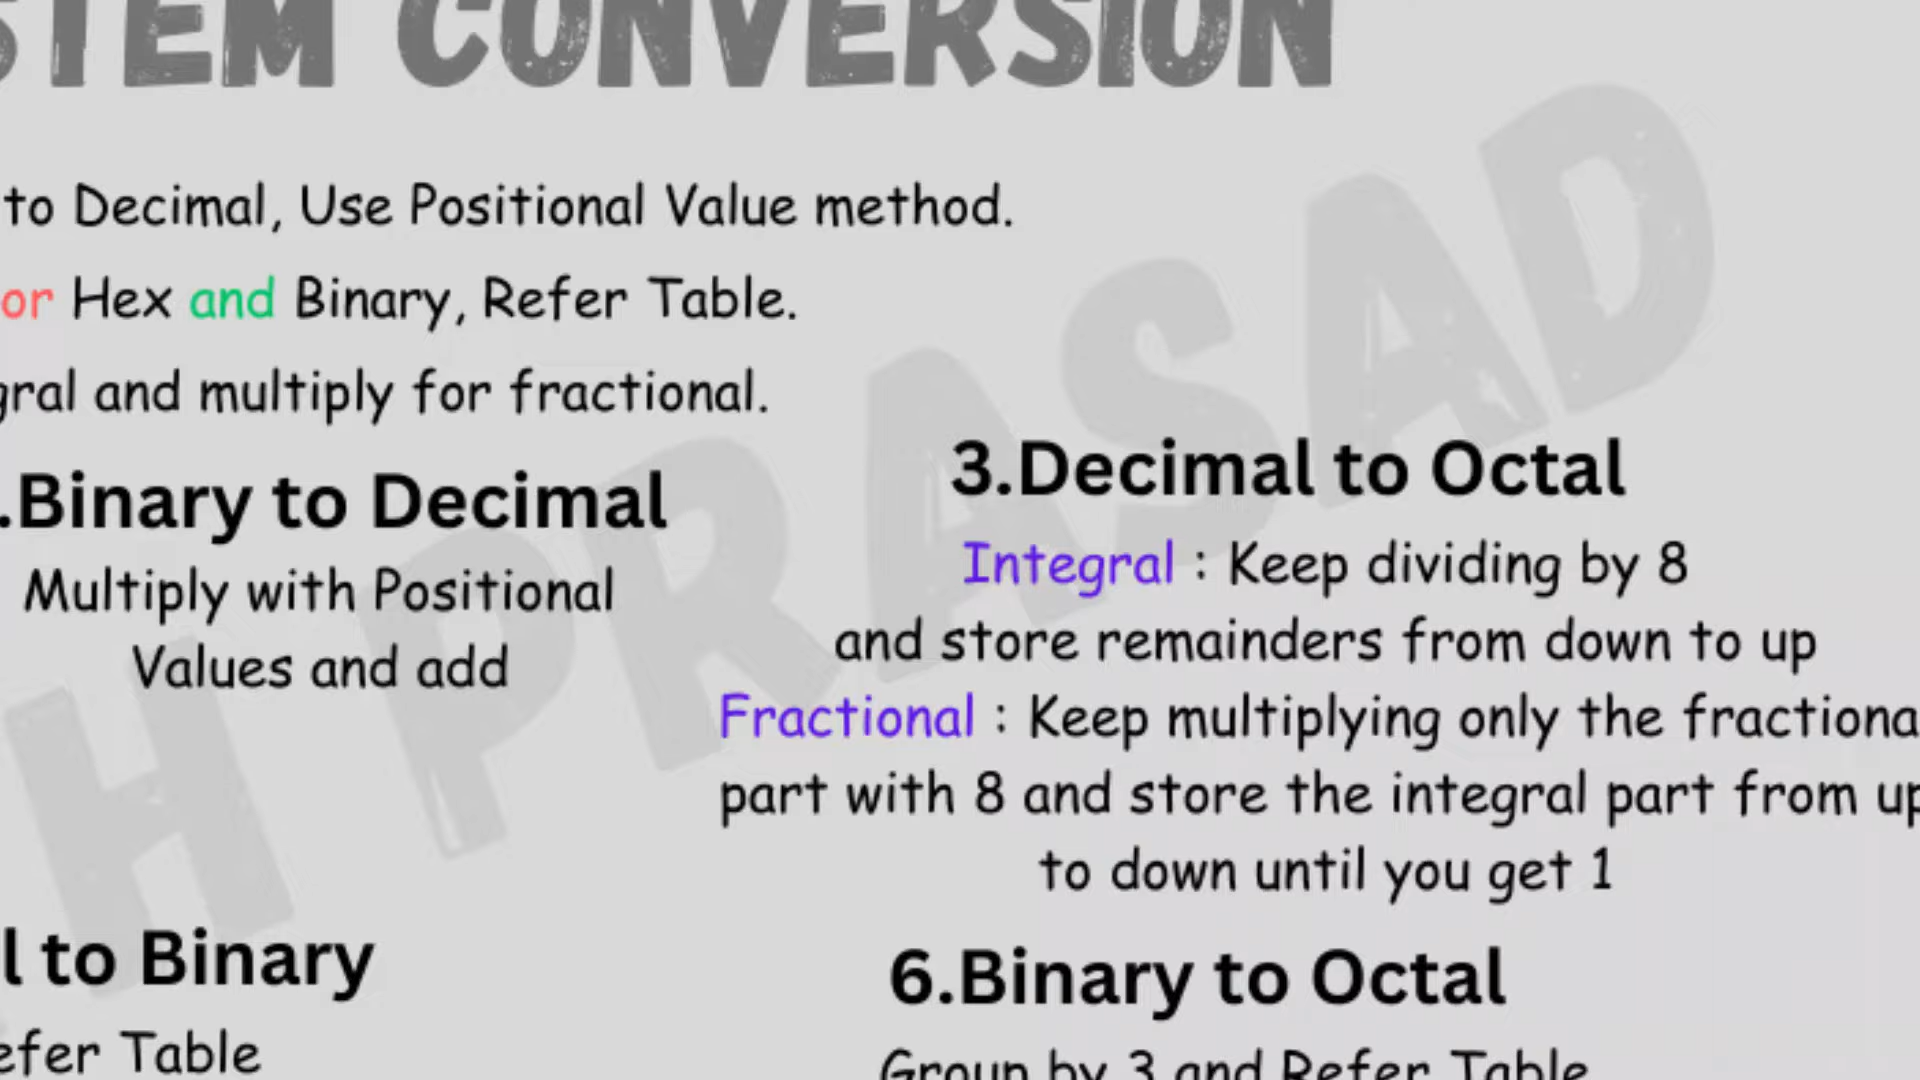 STEM CONVERSION
to Decimal, Use Positional Value method.
or Hex and Binary, Refer Table.
gral and multiply for fractional.
.Binary to Decimal
Multiply with Positional
Values and add
3.Decimal to Octal
Integral : Keep dividing by 8
and store remainders from down to up
Fractional : Keep multiplying only the fractiona
part with 8 and store the integral part from up
to down until you get 1
l to Binary
efer Table
6.Binary to Octal
Group by 3 and Refer Table
H PRASAD